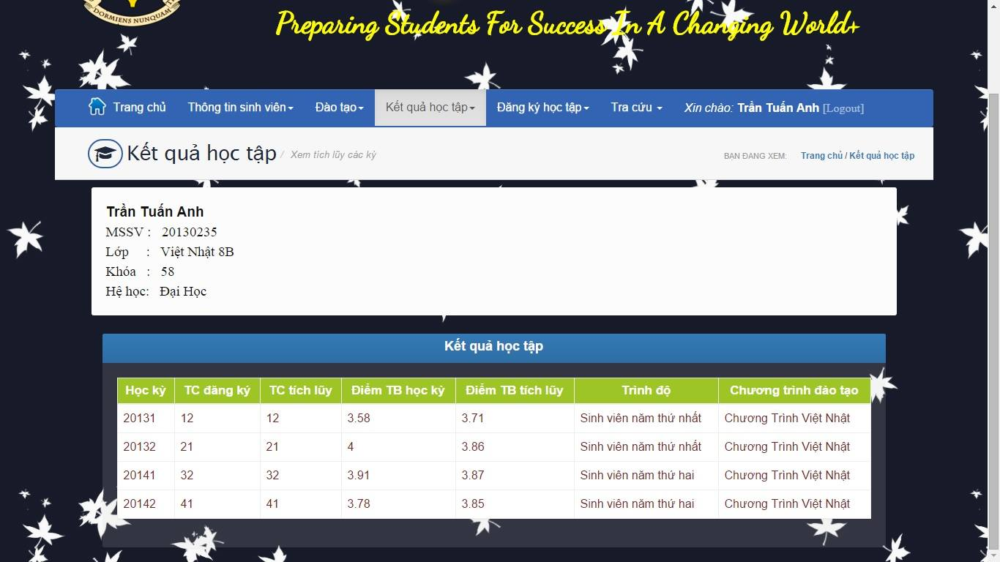 DORMIENS NUNQUAM
Preparing Students For Success In A Changing World+
Trang chủ Thông tin sinh viên Đào tạo Kết quả học tập Đăng ký học tập Tra cứu Xin chào: Trần Tuấn Anh [Logout]
Kết quả học tập / Xem tích lũy các kỳ BẠN ĐANG XEM: Trang chủ / Kết quả học tập
Trần Tuấn Anh
MSSV : 20130235
Lớp : Việt Nhật 8B
Khóa : 58
Hệ học: Đại Học
Kết quả học tập
Học kỳ TC đăng ký TC tích lũy Điểm TB học kỳ Điểm TB tích lũy Trình độ Chương trình đào tạo
20131 12 12 3.58 3.71 Sinh viên năm thứ nhất Chương Trình Việt Nhật
20132 21 21 4 3.86 Sinh viên năm thứ nhất Chương Trình Việt Nhật
20141 32 32 3.91 3.87 Sinh viên năm thứ hai Chương Trình Việt Nhật
20142 41 41 3.78 3.85 Sinh viên năm thứ hai Chương Trình Việt Nhật